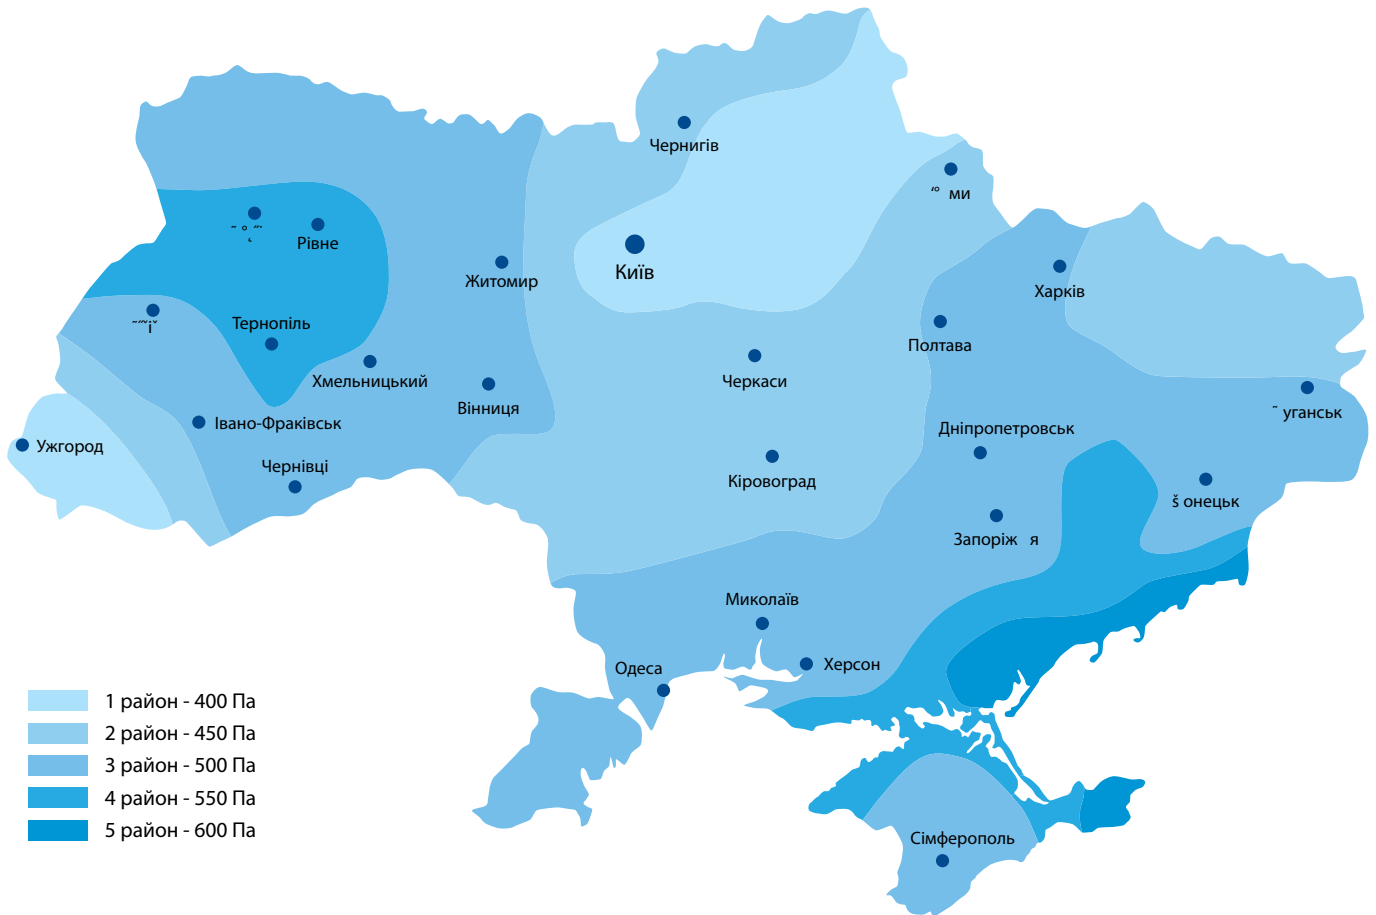 Чернигів
ми
Рівне
Київ
Житомир
Харків
Тернопіль
Полтава
Хмельницький
Черкаси
Вінниця
уганськ
Івано-Фраківськ
Дніпропетровськ
Ужгород
Чернівці
Кіровоград
онецьк
Запоріж я
Миколаїв
Одеса
Херсон
1 район - 400 Па
2 район - 450 Па
3 район - 500 Па
4 район - 550 Па
5 район - 600 Па
Сімферополь